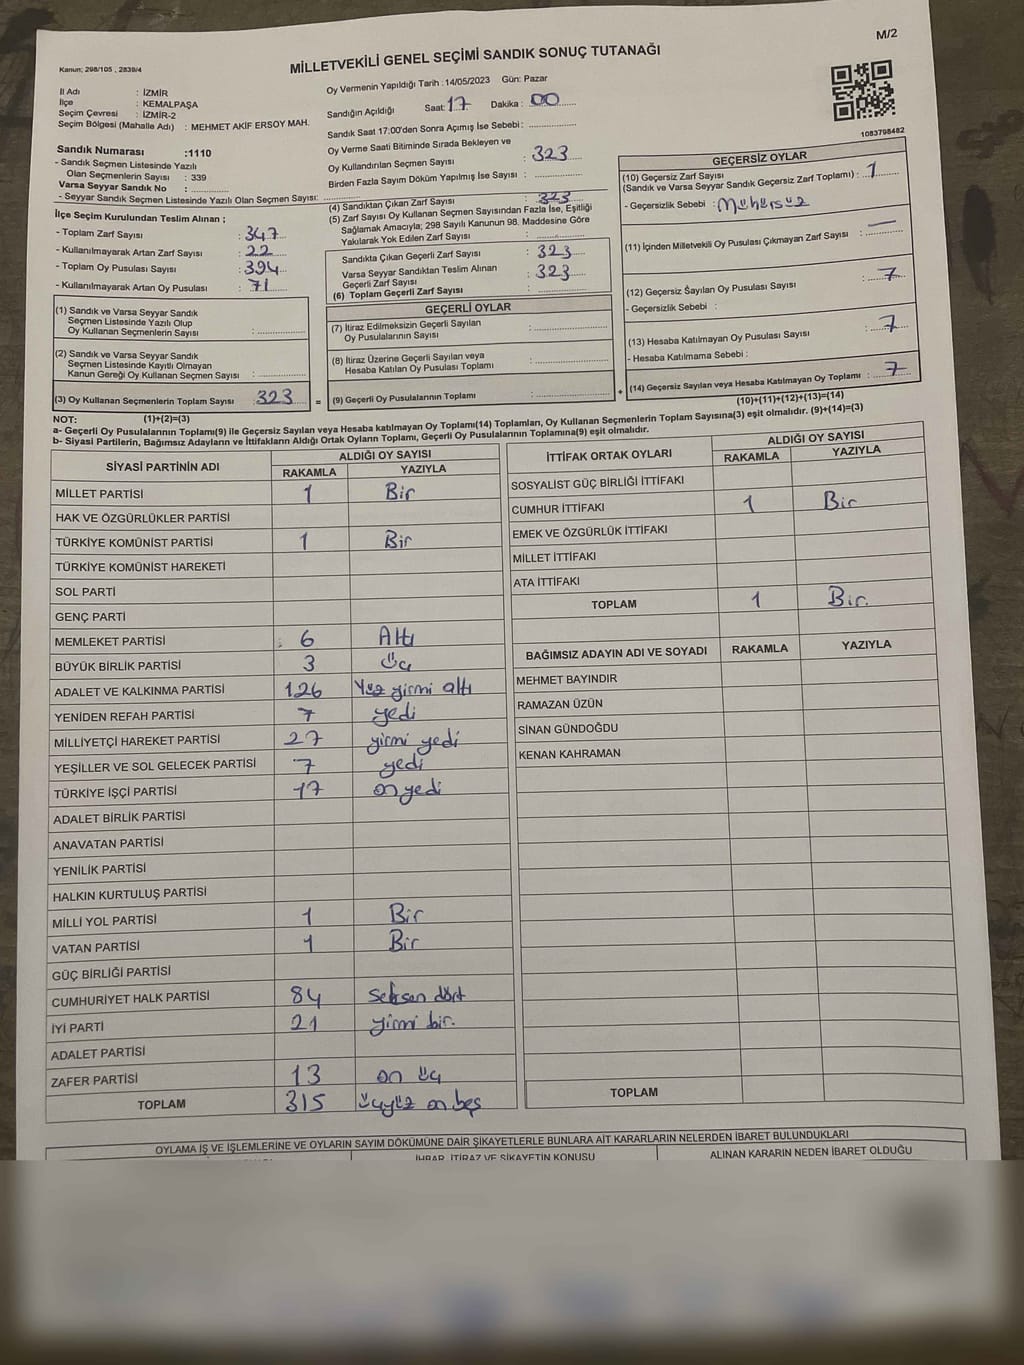 M/2
Kanun; 298/105 , 2839/4
MİLLETVEKİLİ GENEL SEÇİMİ SANDIK SONUÇ TUTANAĞI
İl Adı : İZMİR
İlçe : KEMALPAŞA
Seçim Çevresi : İZMİR-2
Seçim Bölgesi (Mahalle Adı) : MEHMET AKİF ERSOY MAH.
Sandık Numarası :1110
- Sandık Seçmen Listesinde Yazılı
Olan Seçmenlerin Sayısı : 339
Varsa Seyyar Sandık No :
- Seyyar Sandık Seçmen Listesinde Yazılı Olan Seçmen Sayısı:
İlçe Seçim Kurulundan Teslim Alınan ;
- Toplam Zarf Sayısı : 347
- Kullanılmayarak Artan Zarf Sayısı : 22
- Toplam Oy Pusulası Sayısı : 394
- Kullanılmayarak Artan Oy Pusulası : 71
(1) Sandık ve Varsa Seyyar Sandık
Seçmen Listesinde Yazılı Olup
Oy Kullanan Seçmenlerin Sayısı :
(2) Sandık ve Varsa Seyyar Sandık
Seçmen Listesinde Kayıtlı Olmayan
Kanun Gereği Oy Kullanan Seçmen Sayısı :
(3) Oy Kullanan Seçmenlerin Toplam Sayısı : 323
Oy Vermenin Yapıldığı Tarih : 14/05/2023 Gün: Pazar
Sandığın Açıldığı Saat: 17 Dakika : 00
Sandık Saat 17:00'den Sonra Açımış İse Sebebi:
Oy Verme Saati Bitiminde Sırada Bekleyen ve
Oy Kullandırılan Seçmen Sayısı : 323
Birden Fazla Sayım Döküm Yapılmış İse Sayısı :
(4) Sandıktan Çıkan Zarf Sayısı : 323
(5) Zarf Sayısı Oy Kullanan Seçmen Sayısından Fazla İse, Eşitliği
Sağlamak Amacıyla; 298 Sayılı Kanunun 98. Maddesine Göre
Yakılarak Yok Edilen Zarf Sayısı :
Sandıkta Çıkan Geçerli Zarf Sayısı : 323
Varsa Seyyar Sandıktan Teslim Alınan
Geçerli Zarf Sayısı : 323
(6) Toplam Geçerli Zarf Sayısı :
GEÇERLİ OYLAR
(7) İtiraz Edilmeksizin Geçerli Sayılan
Oy Pusulalarının Sayısı :
(8) İtiraz Üzerine Geçerli Sayılan veya
Hesaba Katılan Oy Pusulası Toplamı :
= (9) Geçerli Oy Pusulalarının Toplamı : +
1083798482
GEÇERSİZ OYLAR
(10) Geçersiz Zarf Sayısı
(Sandık ve Varsa Seyyar Sandık Geçersiz Zarf Toplamı) : 1
- Geçersizlik Sebebi : Mühürsüz
(11) İçinden Milletvekili Oy Pusulası Çıkmayan Zarf Sayısı : —
(12) Geçersiz Sayılan Oy Pusulası Sayısı : 7
- Geçersizlik Sebebi :
(13) Hesaba Katılmayan Oy Pusulası Sayısı : 7
- Hesaba Katılmama Sebebi :
(14) Geçersiz Sayılan veya Hesaba Katılmayan Oy Toplamı : 7
(10)+(11)+(12)+(13)=(14)
NOT: (1)+(2)=(3)
a- Geçerli Oy Pusulalarının Toplamı(9) ile Geçersiz Sayılan veya Hesaba katılmayan Oy Toplamı(14) Toplamları, Oy Kullanan Seçmenlerin Toplam Sayısına(3) eşit olmalıdır. (9)+(14)=(3)
b- Siyasi Partilerin, Bağımsız Adayların ve İttifakların Aldığı Ortak Oyların Toplamı, Geçerli Oy Pusulalarının Toplamına(9) eşit olmalıdır.
SİYASİ PARTİNİN ADI ALDIĞI OY SAYISI
RAKAMLA YAZIYLA
MİLLET PARTİSİ 1 Bir
HAK VE ÖZGÜRLÜKLER PARTİSİ
TÜRKİYE KOMÜNİST PARTİSİ 1 Bir
TÜRKİYE KOMÜNİST HAREKETİ
SOL PARTİ
GENÇ PARTİ
MEMLEKET PARTİSİ 6 Altı
BÜYÜK BİRLİK PARTİSİ 3 Üç
ADALET VE KALKINMA PARTİSİ 126 Yüz yirmi altı
YENİDEN REFAH PARTİSİ 7 yedi
MİLLİYETÇİ HAREKET PARTİSİ 27 yirmi yedi
YEŞİLLER VE SOL GELECEK PARTİSİ 7 yedi
TÜRKİYE İŞÇİ PARTİSİ 17 on yedi
ADALET BİRLİK PARTİSİ
ANAVATAN PARTİSİ
YENİLİK PARTİSİ
HALKIN KURTULUŞ PARTİSİ
MİLLİ YOL PARTİSİ 1 Bir
VATAN PARTİSİ 1 Bir
GÜÇ BİRLİĞİ PARTİSİ
CUMHURİYET HALK PARTİSİ 84 Seksen dört
İYİ PARTİ 21 yirmi bir.
ADALET PARTİSİ
ZAFER PARTİSİ 13 on üç
TOPLAM 315 üçyüz on beş
İTTİFAK ORTAK OYLARI ALDIĞI OY SAYISI
RAKAMLA YAZIYLA
SOSYALİST GÜÇ BİRLİĞİ İTTİFAKI
CUMHUR İTTİFAKI 1 Bir
EMEK VE ÖZGÜRLÜK İTTİFAKI
MİLLET İTTİFAKI
ATA İTTİFAKI
TOPLAM 1 Bir.
BAĞIMSIZ ADAYIN ADI VE SOYADI RAKAMLA YAZIYLA
MEHMET BAYINDIR
RAMAZAN ÜZÜN
SİNAN GÜNDOĞDU
KENAN KAHRAMAN
TOPLAM
OYLAMA İŞ VE İŞLEMLERİNE VE OYLARIN SAYIM DÖKÜMÜNE DAİR ŞİKAYETLERLE BUNLARA AİT KARARLARIN NELERDEN İBARET BULUNDUKLARI
İHBAR, İTİRAZ VE ŞİKAYETİN KONUSU ALINAN KARARIN NEDEN İBARET OLDUĞU